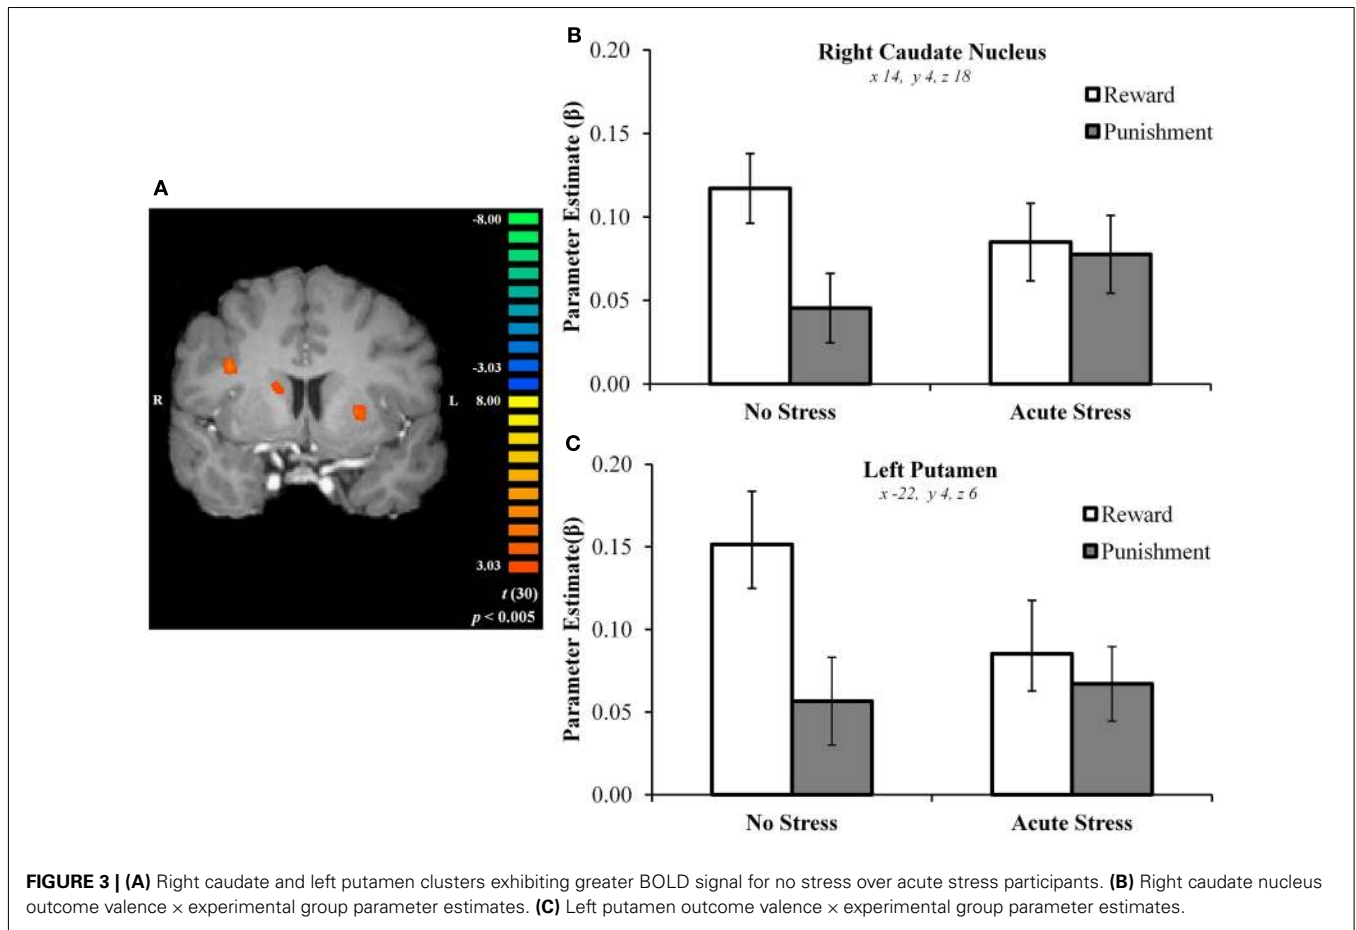 A
-8.00
-3.03
8.00
3.03
t (30)
p < 0.005
R
L
B
Right Caudate Nucleus
x 14, y 4, z 18
Reward
Punishment
Parameter Estimate (β)
0.20
0.15
0.10
0.05
0.00
No Stress
Acute Stress
C
Left Putamen
x -22, y 4, z 6
Reward
Punishment
Parameter Estimate(β)
0.20
0.15
0.10
0.05
0.00
No Stress
Acute Stress
FIGURE 3 | (A) Right caudate and left putamen clusters exhibiting greater BOLD signal for no stress over acute stress participants. (B) Right caudate nucleus
outcome valence × experimental group parameter estimates. (C) Left putamen outcome valence × experimental group parameter estimates.